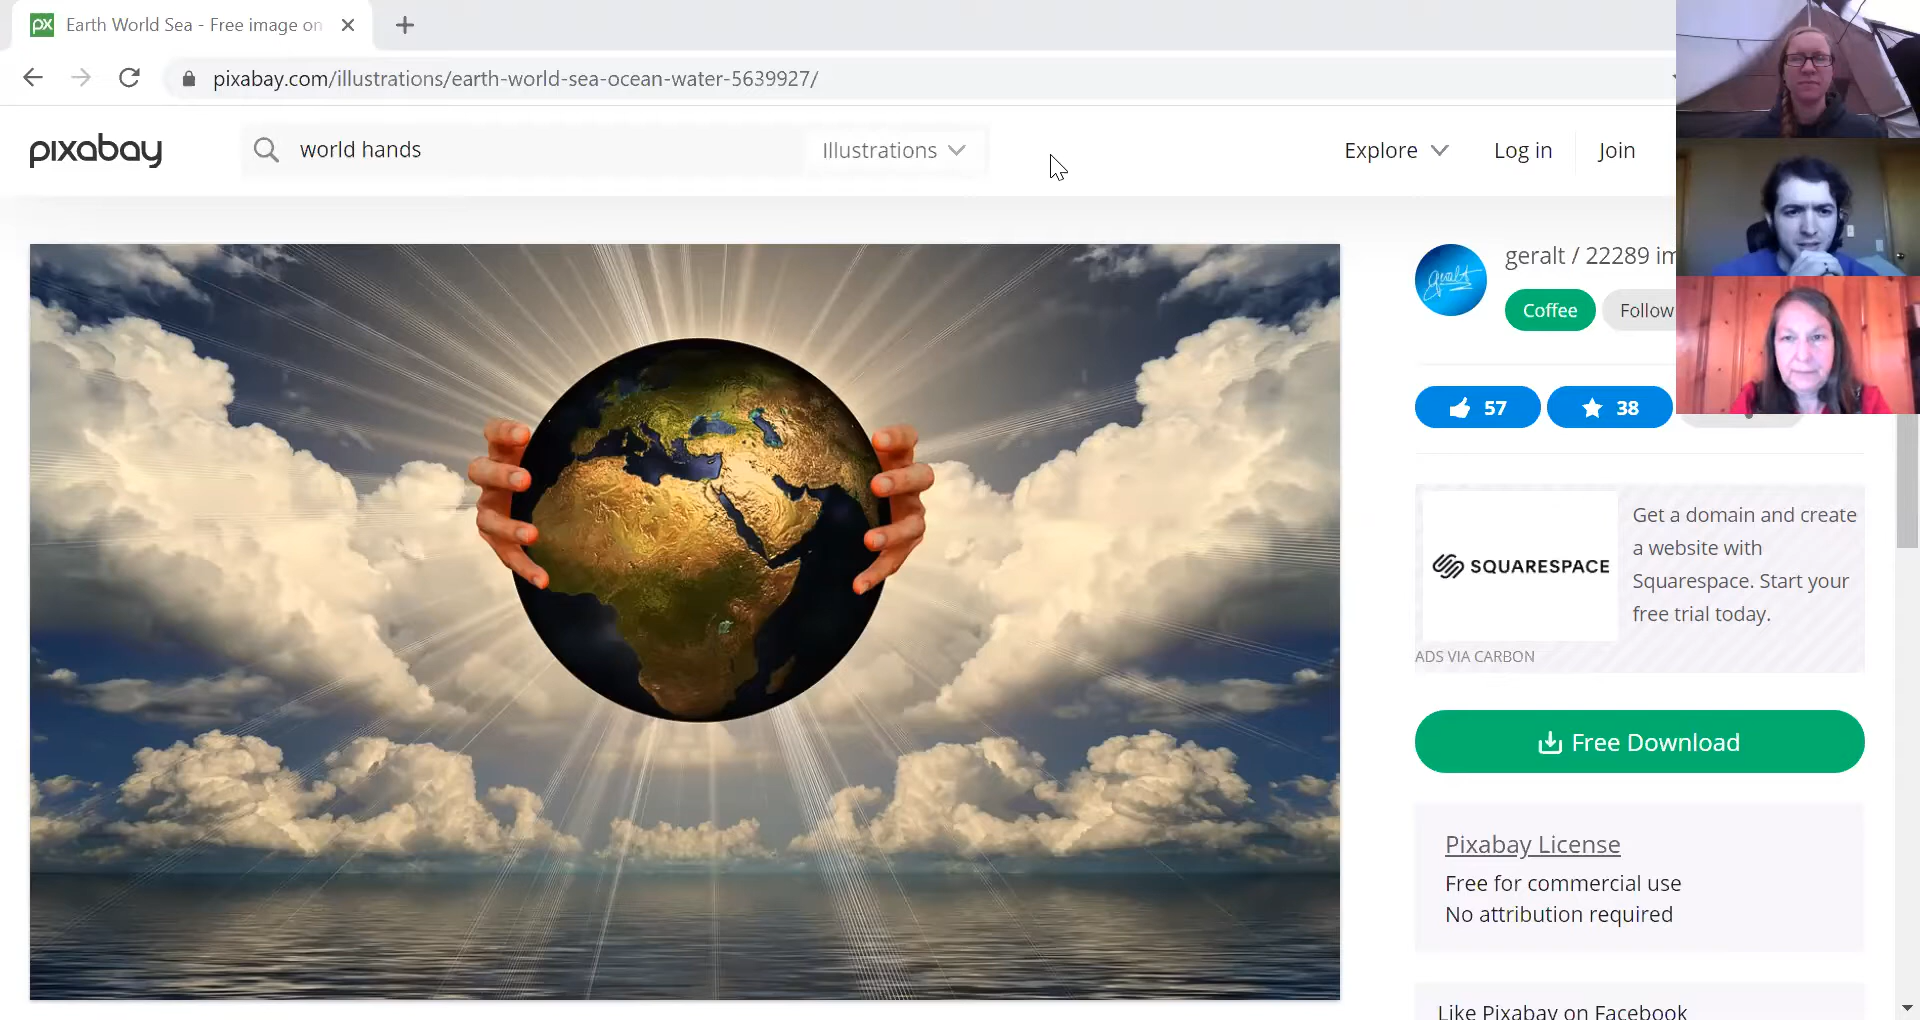 Earth World Sea - Free image on
pixabay.com/illustrations/earth-world-sea-ocean-water-5639927/
pixabay
world hands
Illustrations
Explore
Log in
Join
geralt
geralt / 22289 im
Coffee
Follow
57
38
SQUARESPACE
Get a domain and create
a website with
Squarespace. Start your
free trial today.
ADS VIA CARBON
Free Download
Pixabay License
Free for commercial use
No attribution required
Like Pixabay on Facebook